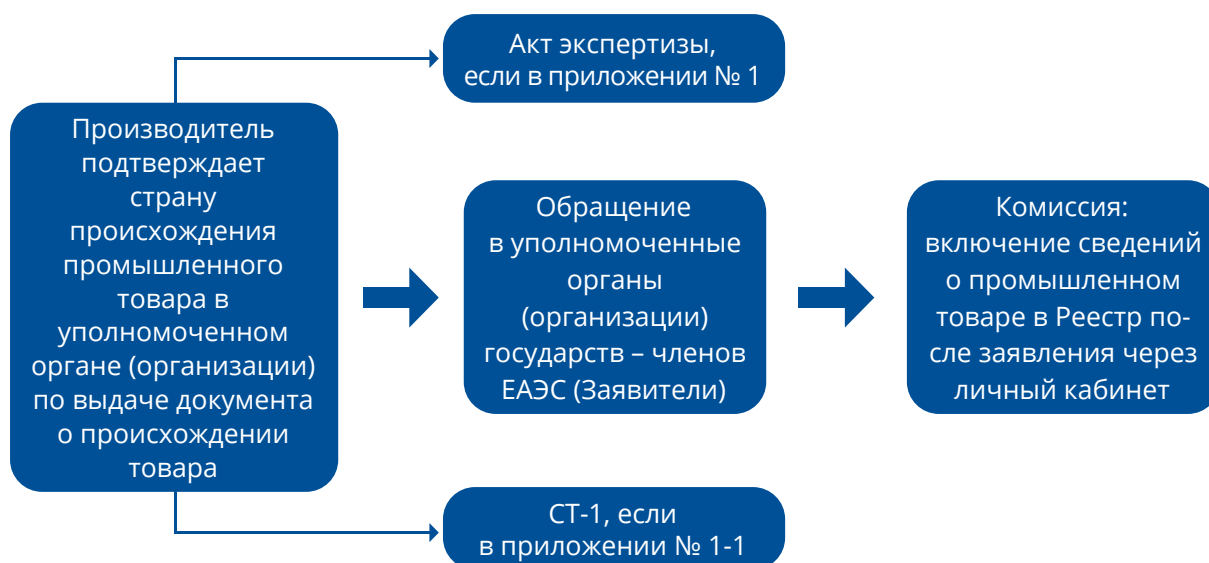 Акт экспертизы,
если в приложении № 1
Производитель
подтверждает
страну
происхождения
промышленного
товара в
уполномоченном
органе (организации)
по выдаче документа
о происхождении
товара
Обращение
в уполномоченные
органы
(организации)
государств – членов
ЕАЭС (Заявители)
Комиссия:
включение сведений
о промышленном
товаре в Реестр по-
сле заявления через
личный кабинет
СТ-1, если
в приложении № 1-1